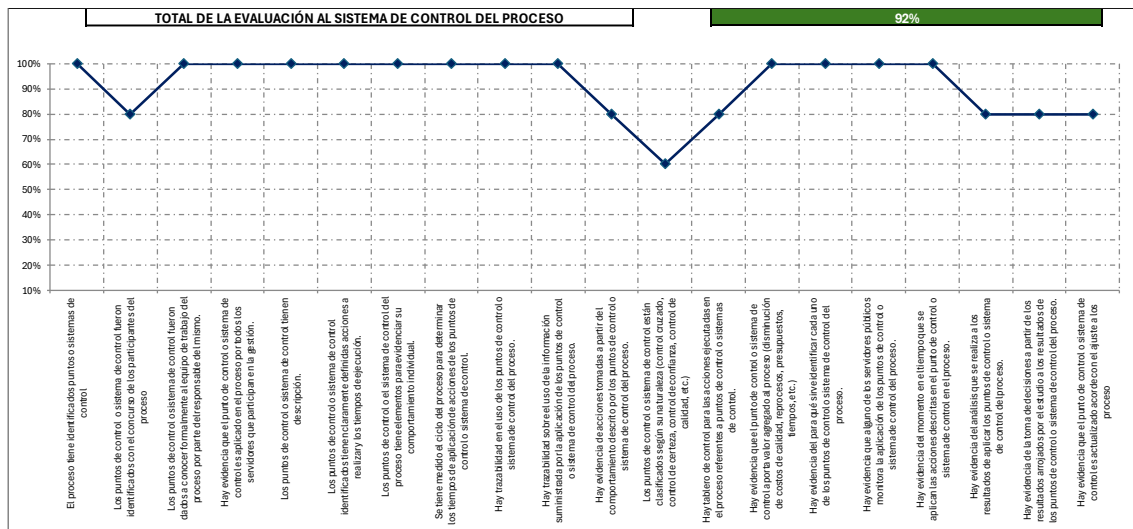 TOTAL DE LA EVALUACIÓN AL SISTEMA DE CONTROL DEL PROCESO
92%
100%
90%
80%
70%
60%
50%
40%
30%
20%
10%
El proceso tiene identificados puntos o sistemas de
control
Los puntos de control o sistema de control fueron
identificados con el concurso de los participantes del
proceso
Los puntos de control o sistema de control fueron
dados a conocer formalmente al equipo de trabajo del
proceso por parte del responsable del mismo.
Hay evidencia que el punto de control o sistema de
control es aplicado en el proceso por todos los
servidores que participan en la gestión.
Los puntos de control o sistema de control tienen
descripción.
Los puntos de control o sistema de control
identificados tienen claramente definidas acciones a
realizar y los tiempos de ejecución.
Los puntos de control o el sistema de control del
proceso tiene elementos para evidenciar su
comportamiento individual.
Se tiene medido el ciclo del proceso para determinar
los tiempos de aplicación de acciones de los puntos de
control o sistema de control.
Hay trazabilidad en el uso de los puntos de control o
sistema de control del proceso.
Hay trazabilidad sobre el uso de la información
suministrada por la aplicación de los puntos de control
o sistema de control del proceso.
Hay evidencia de acciones tomadas a partir del
comportamiento descrito por los puntos de control o
sistema de control del proceso.
Los puntos de control o sistema de control están
clasificados según su naturaleza (control cruzado,
control de certeza, control de confianza, control de
calidad, etc.)
Hay tablero de control para las acciones ejecutadas en
el proceso referentes a puntos de control o sistemas
de control.
Hay evidencia que el punto de control o sistema de
control aporta valor agregado al proceso (disminución
de costos de calidad, reprocesos, presupuestos,
tiempos, etc.)
Hay evidencia del para qué sirve identificar cada uno
de los puntos de control o sistema de control del
proceso.
Hay evidencia que alguno de los servidores públicos
monitora la aplicación de los puntos de control o
sistema de control del proceso.
Hay evidencia del momento en el tiempo que se
aplican las acciones descritas en el punto de control o
sistema de control en el proceso.
Hay evidencia del análisis que se realiza a los
resultados de aplicar los puntos de control o sistema
de control del proceso.
Hay evidencia de la toma de decisiones a partir de los
resultados arrojados por el estudio a los resultados de
los puntos de control o sistema de control del proceso.
Hay evidencia que el punto de control o sistema de
control es actualizado acorde con el ajuste a los
proceso